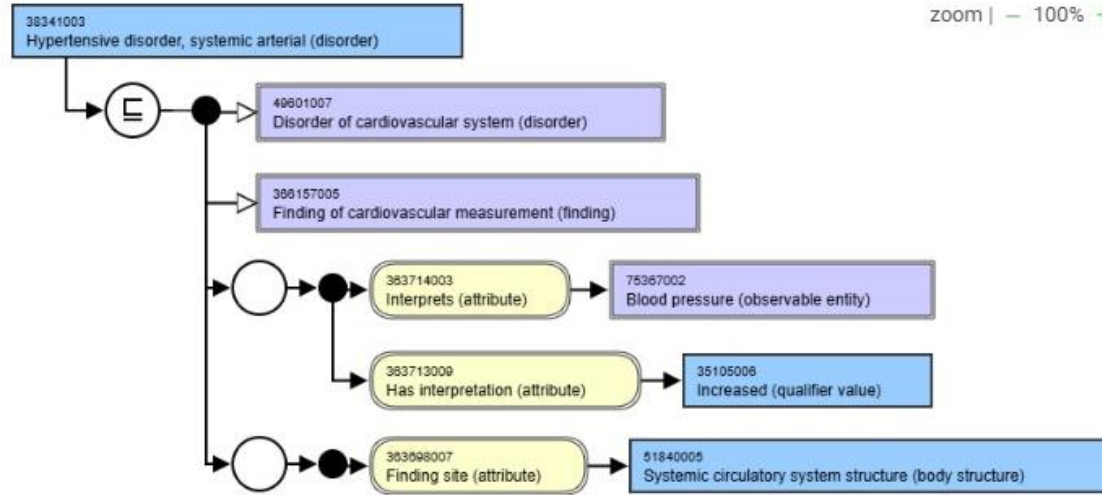 38341003
Hypertensive disorder, systemic arterial (disorder)
zoom | − 100% +
⊑
49601007
Disorder of cardiovascular system (disorder)
366157005
Finding of cardiovascular measurement (finding)
363714003
Interprets (attribute)
75367002
Blood pressure (observable entity)
363713009
Has interpretation (attribute)
35105006
Increased (qualifier value)
363698007
Finding site (attribute)
51840005
Systemic circulatory system structure (body structure)